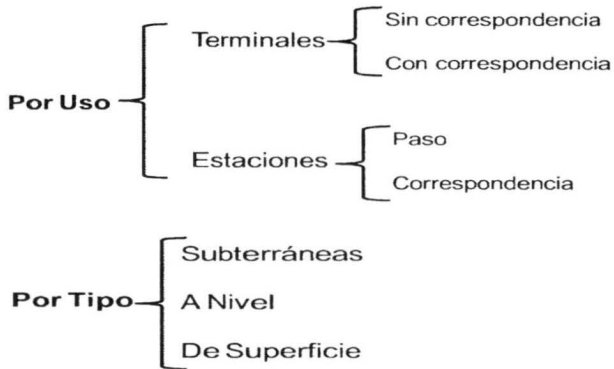 Sin correspondencia
Terminales
Con correspondencia
Por Uso
Paso
Estaciones
Correspondencia
Subterráneas
Por Tipo
A Nivel
De Superficie